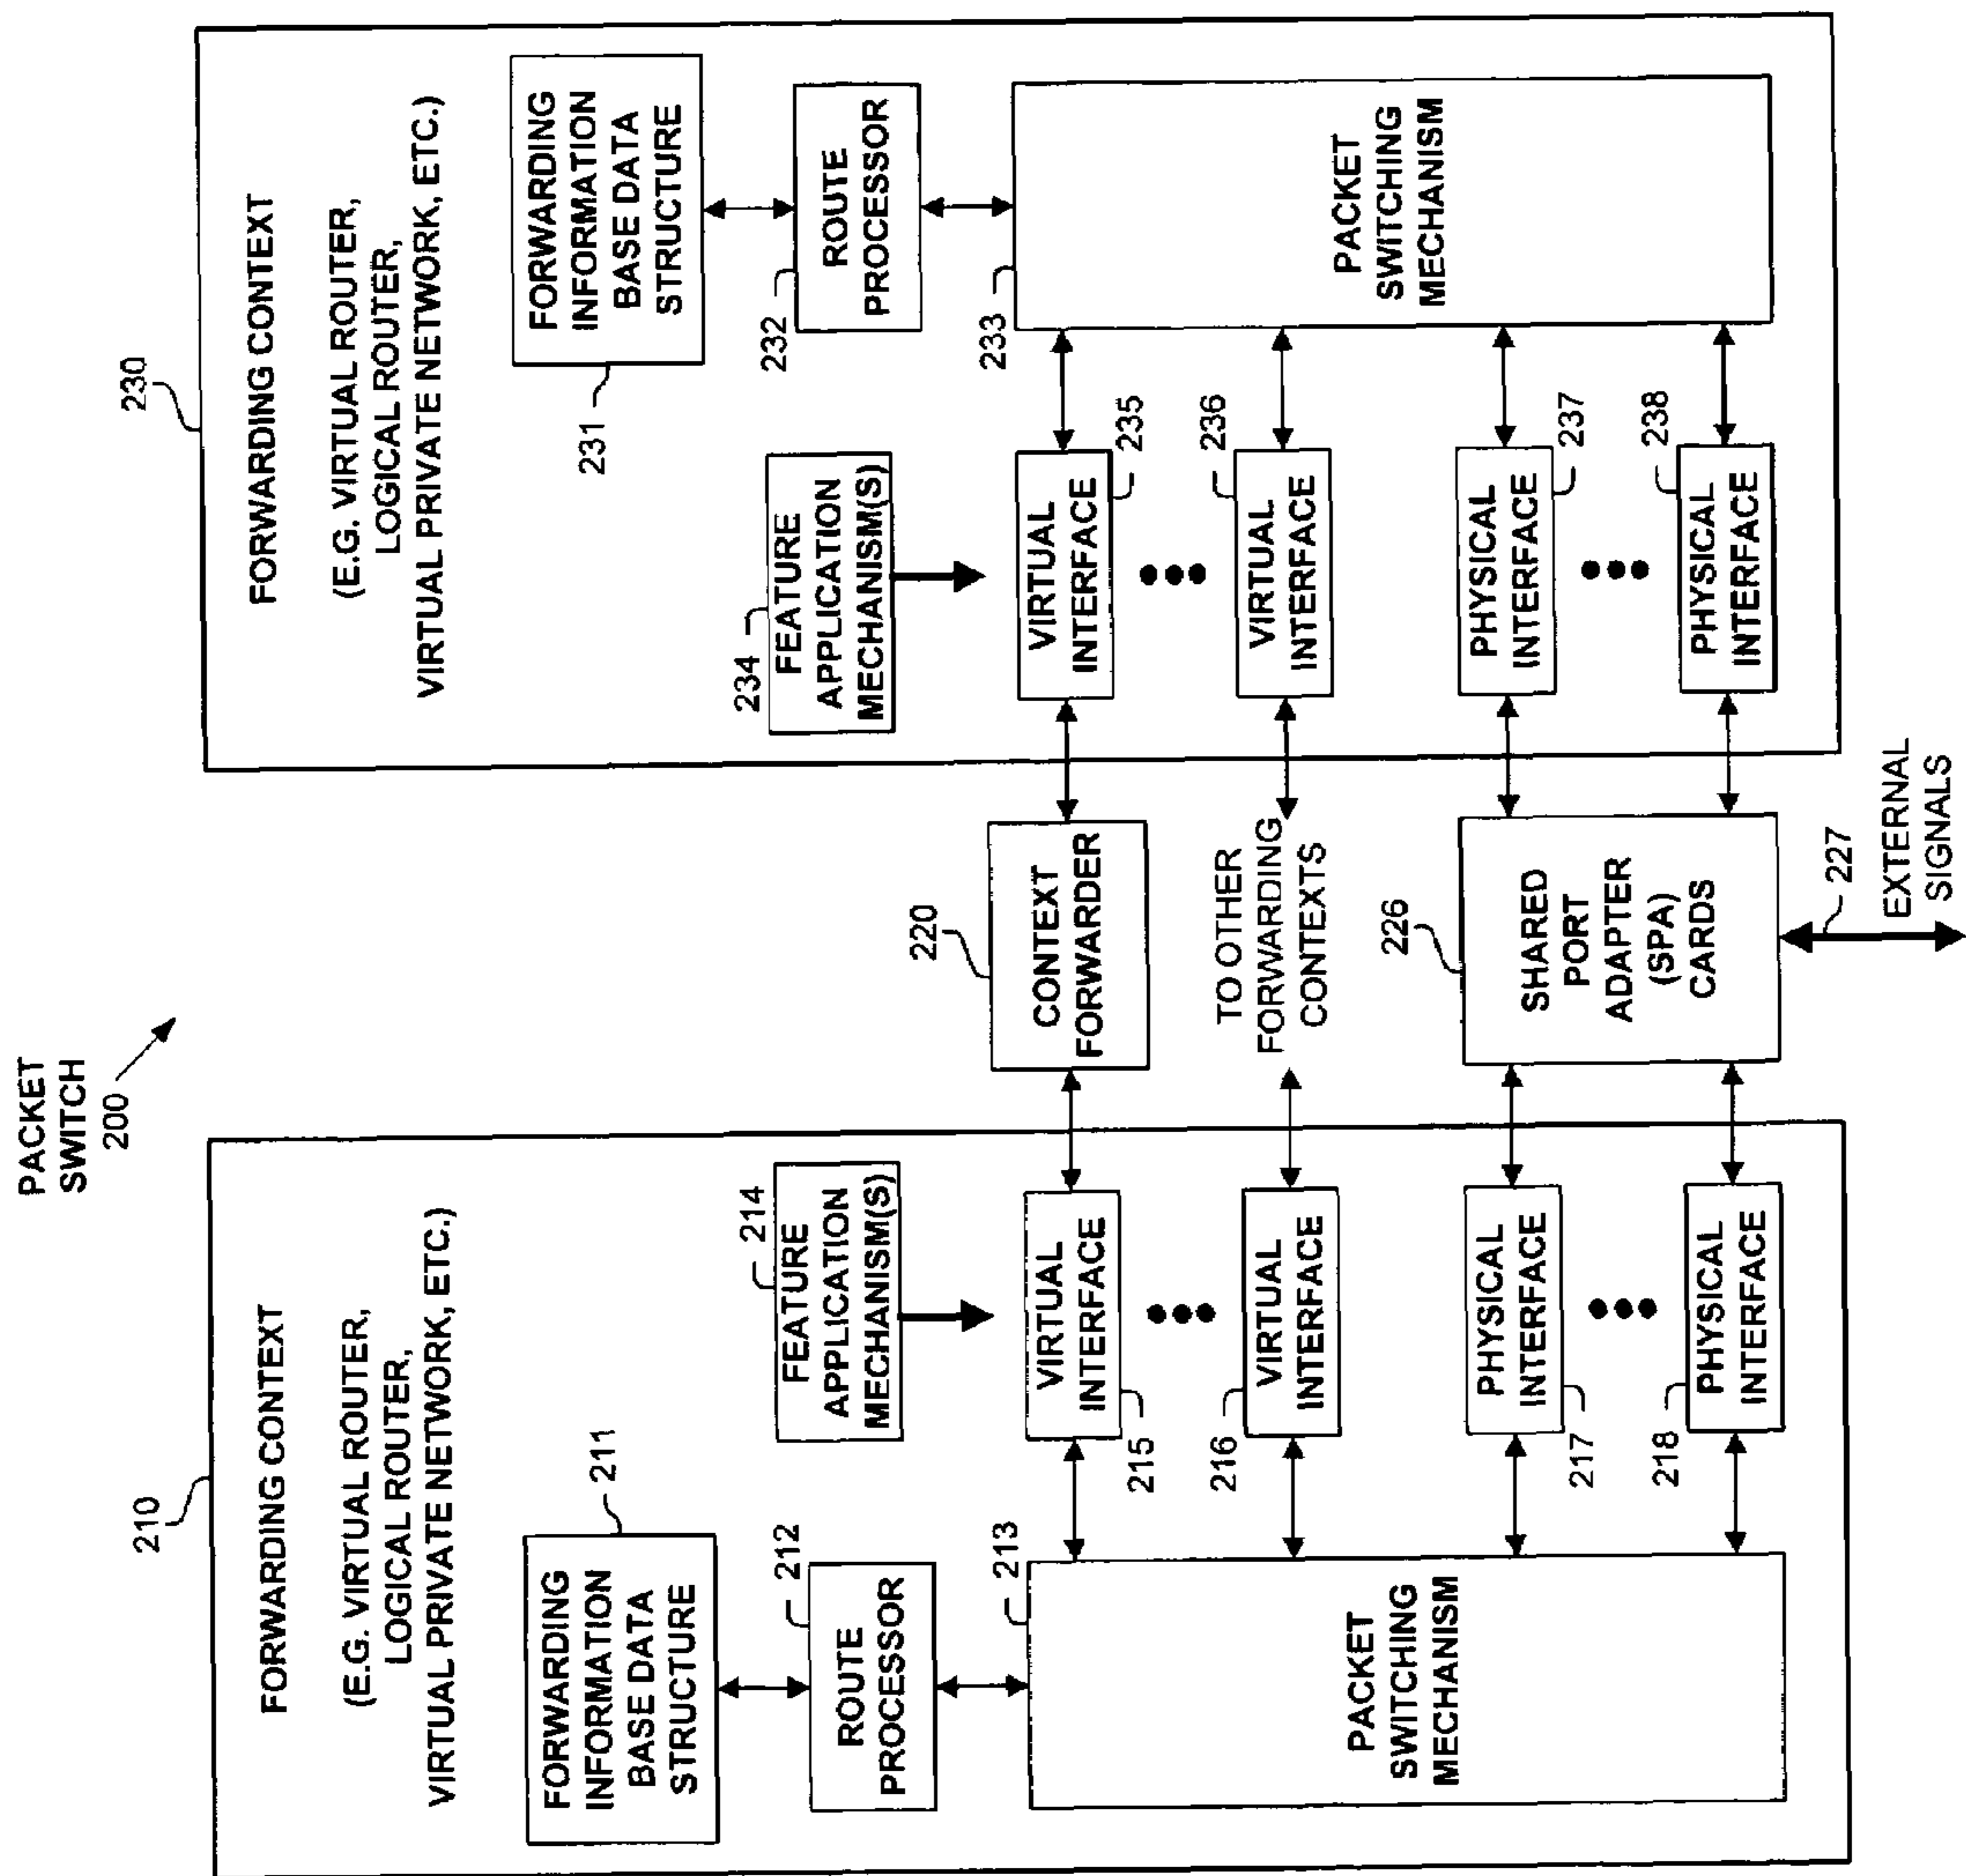 PACKET
SWITCH
200
210
FORWARDING CONTEXT
(E.G. VIRTUAL ROUTER,
LOGICAL ROUTER,
VIRTUAL PRIVATE NETWORK, ETC.)
211
FORWARDING
INFORMATION
BASE DATA
STRUCTURE
212
ROUTE
PROCESSOR
213
PACKET
SWITCHING
MECHANISM
214
FEATURE
APPLICATION
MECHANISM(S)
VIRTUAL
INTERFACE
215
216
VIRTUAL
INTERFACE
PHYSICAL
INTERFACE
217
218
PHYSICAL
INTERFACE
220
CONTEXT
FORWARDER
TO OTHER
FORWARDING
CONTEXTS
226
SHARED
PORT
ADAPTER
(SPA)
CARDS
227
EXTERNAL
SIGNALS
230
FORWARDING CONTEXT
(E.G. VIRTUAL ROUTER,
LOGICAL ROUTER,
VIRTUAL PRIVATE NETWORK, ETC.)
FORWARDING
INFORMATION
BASE DATA
STRUCTURE
231
232
ROUTE
PROCESSOR
233
PACKET
SWITCHING
MECHANISM
234
FEATURE
APPLICATION
MECHANISM(S)
VIRTUAL
INTERFACE
235
236
VIRTUAL
INTERFACE
PHYSICAL
INTERFACE
237
238
PHYSICAL
INTERFACE